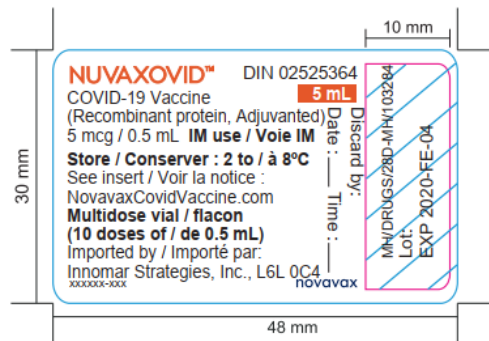 10 mm
NUVAXOVID™ DIN 02525364
5 mL
COVID-19 Vaccine
(Recombinant protein, Adjuvanted)
5 mcg / 0.5 mL IM use / Voie IM
Store / Conserver : 2 to / à 8ºC
See insert / Voir la notice :
NovavaxCovidVaccine.com
Multidose vial / flacon
(10 doses of / de 0.5 mL)
Imported by / Importé par:
Innomar Strategies, Inc., L6L 0C4
xxxxxx-xxx
novavax
Discard by:
Date : __ Time : __
MH/DRUGS/28D-MH/103284
Lot:
EXP 2020-FE-04
30 mm
48 mm